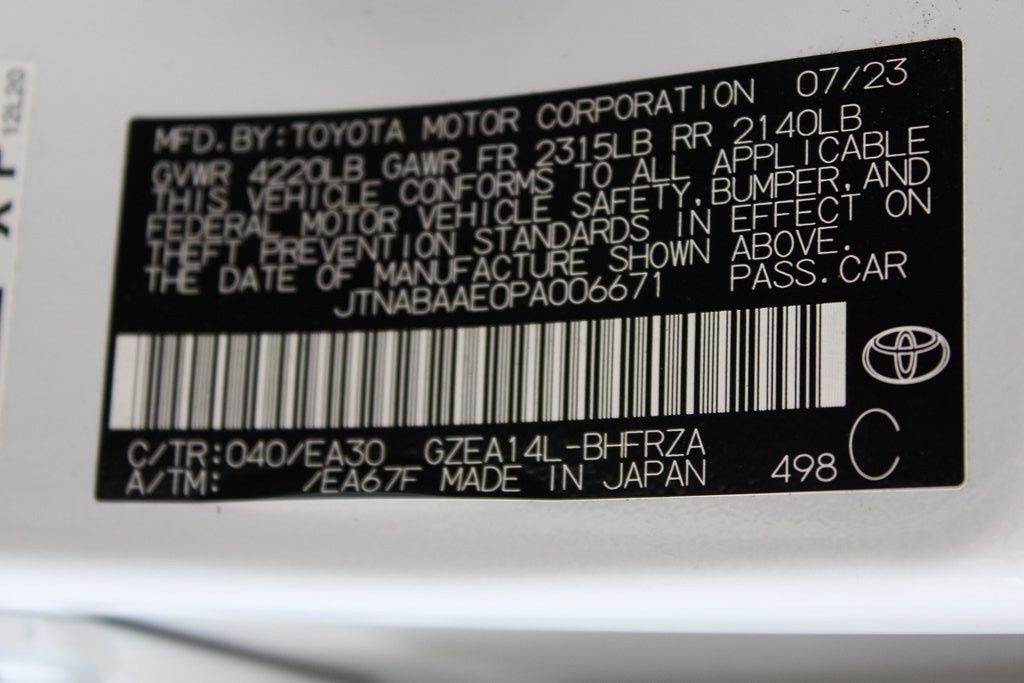 12L20
MFD.BY:TOYOTA MOTOR CORPORATION 07/23
GVWR 4220LB GAWR FR 2315LB RR 2140LB
THIS VEHICLE CONFORMS TO ALL APPLICABLE
FEDERAL MOTOR VEHICLE SAFETY,BUMPER,AND
THEFT PREVENTION STANDARDS IN EFFECT ON
THE DATE OF MANUFACTURE SHOWN ABOVE.
JTNABAAE0PA006671 PASS.CAR
C/TR:040/EA30 GZEA14L-BHFRZA
A/TM: /EA67F MADE IN JAPAN 498 C